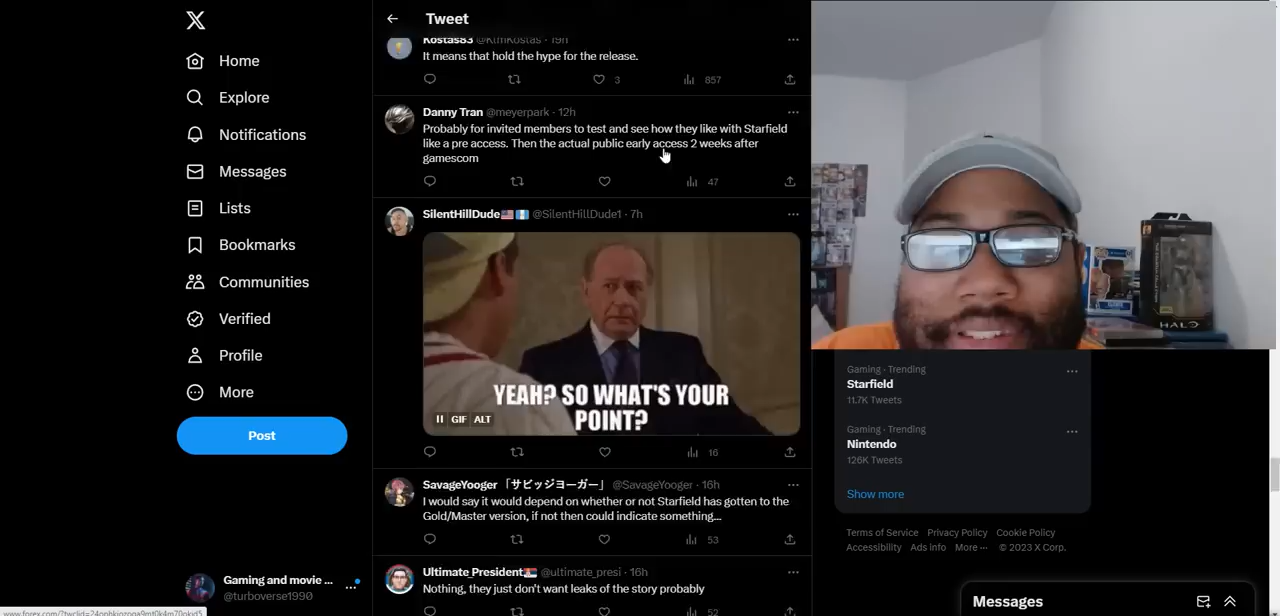 Tweet
Kostas83 @KtmKostas · 19h
It means that hold the hype for the release.
3
857
Danny Tran @meyerpark · 12h
Probably for invited members to test and see how they like with Starfield
like a pre access. Then the actual public early access 2 weeks after
gamescom
47
SilentHillDude @SilentHillDude1 · 7h
YEAH? SO WHAT'S YOUR
POINT?
GIF ALT
16
SavageYooger 「サビッジヨーガー」 @SavageYooger · 16h
I would say it would depend on whether or not Starfield has gotten to the
Gold/Master version, if not then could indicate something...
53
Ultimate_President @ultimate_presi · 16h
Nothing, they just don't want leaks of the story probably
52
Home
Explore
Notifications
Messages
Lists
Bookmarks
Communities
Verified
Profile
More
Post
Gaming and movie ...
@turboverse1990
HALO
Gaming · Trending
Starfield
11.7K Tweets
Gaming · Trending
Nintendo
126K Tweets
Show more
Terms of Service Privacy Policy Cookie Policy
Accessibility Ads info More ··· © 2023 X Corp.
Messages